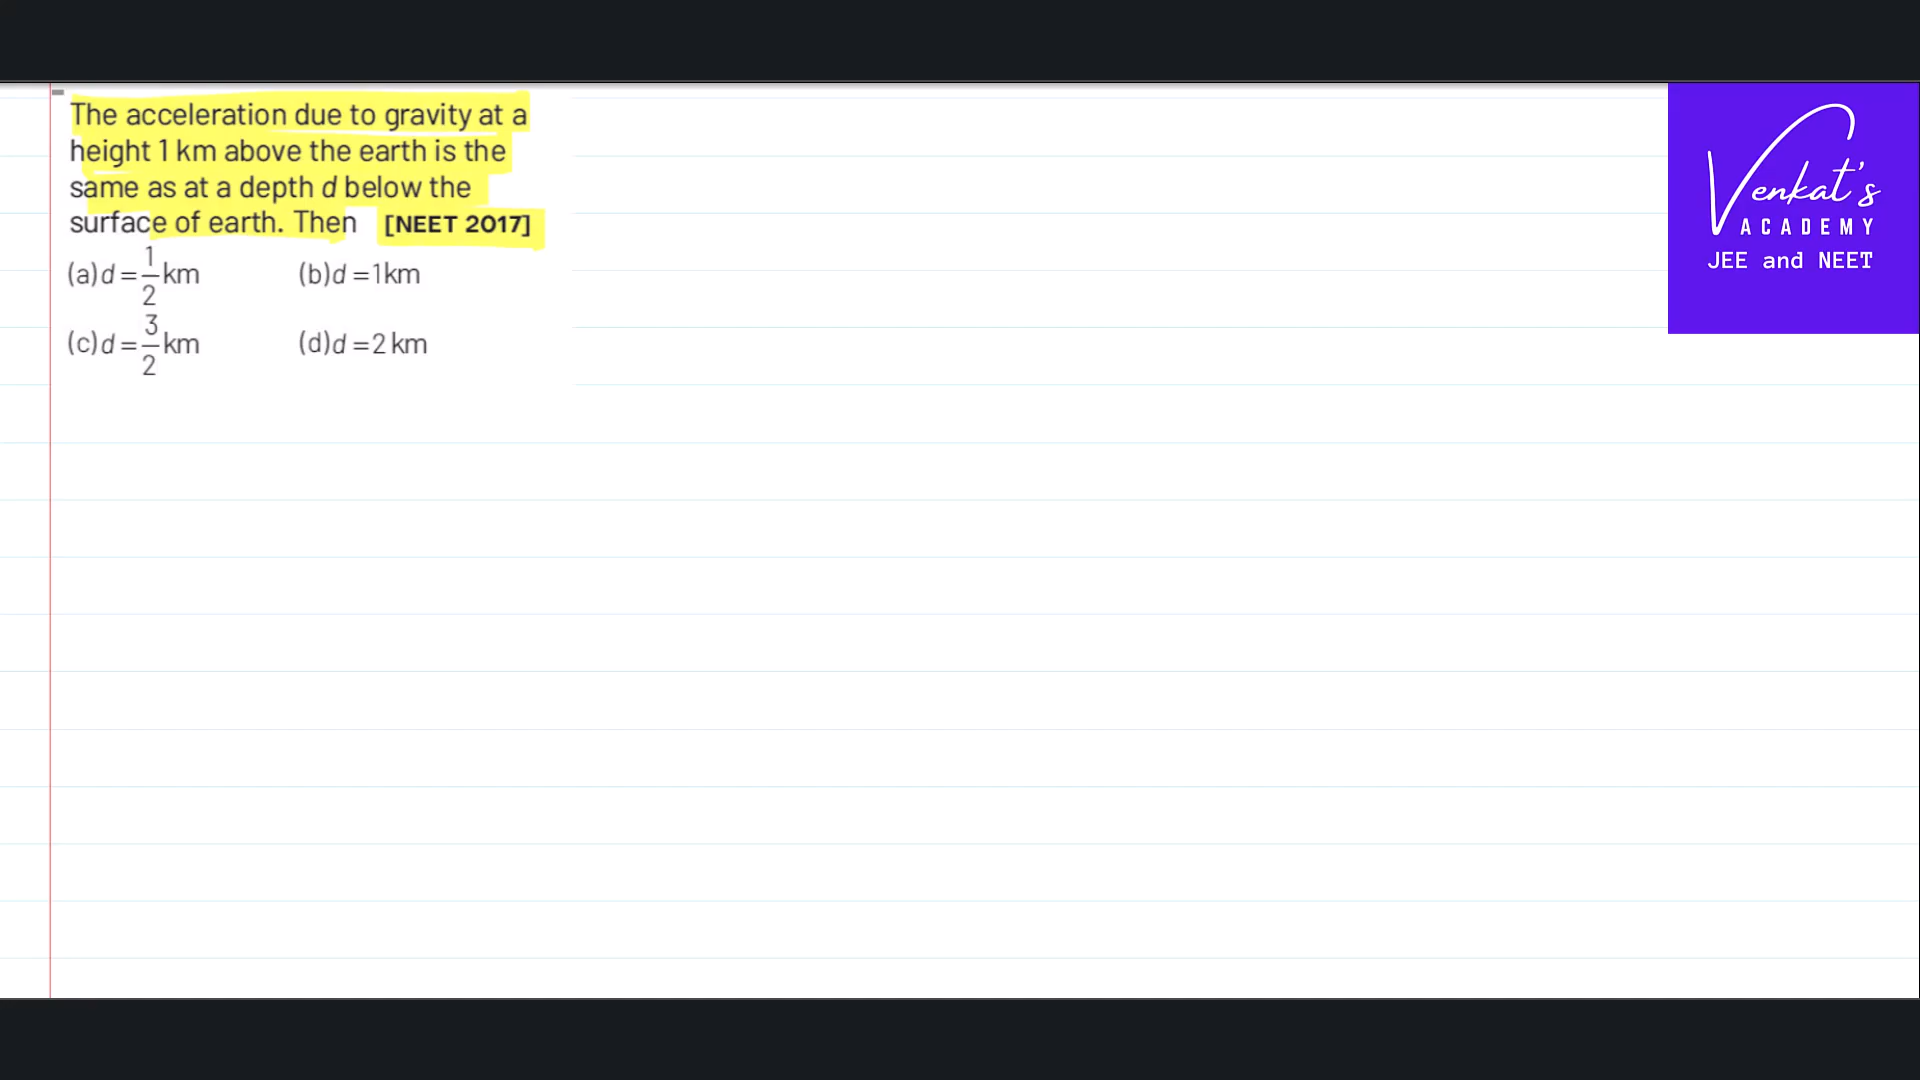 The acceleration due to gravity at a
height 1 km above the earth is the
same as at a depth d below the
surface of earth. Then [NEET 2017]
(a) d = 1/2 km (b) d = 1 km
(c) d = 3/2 km (d) d = 2 km
Venkat's
ACADEMY
JEE and NEET